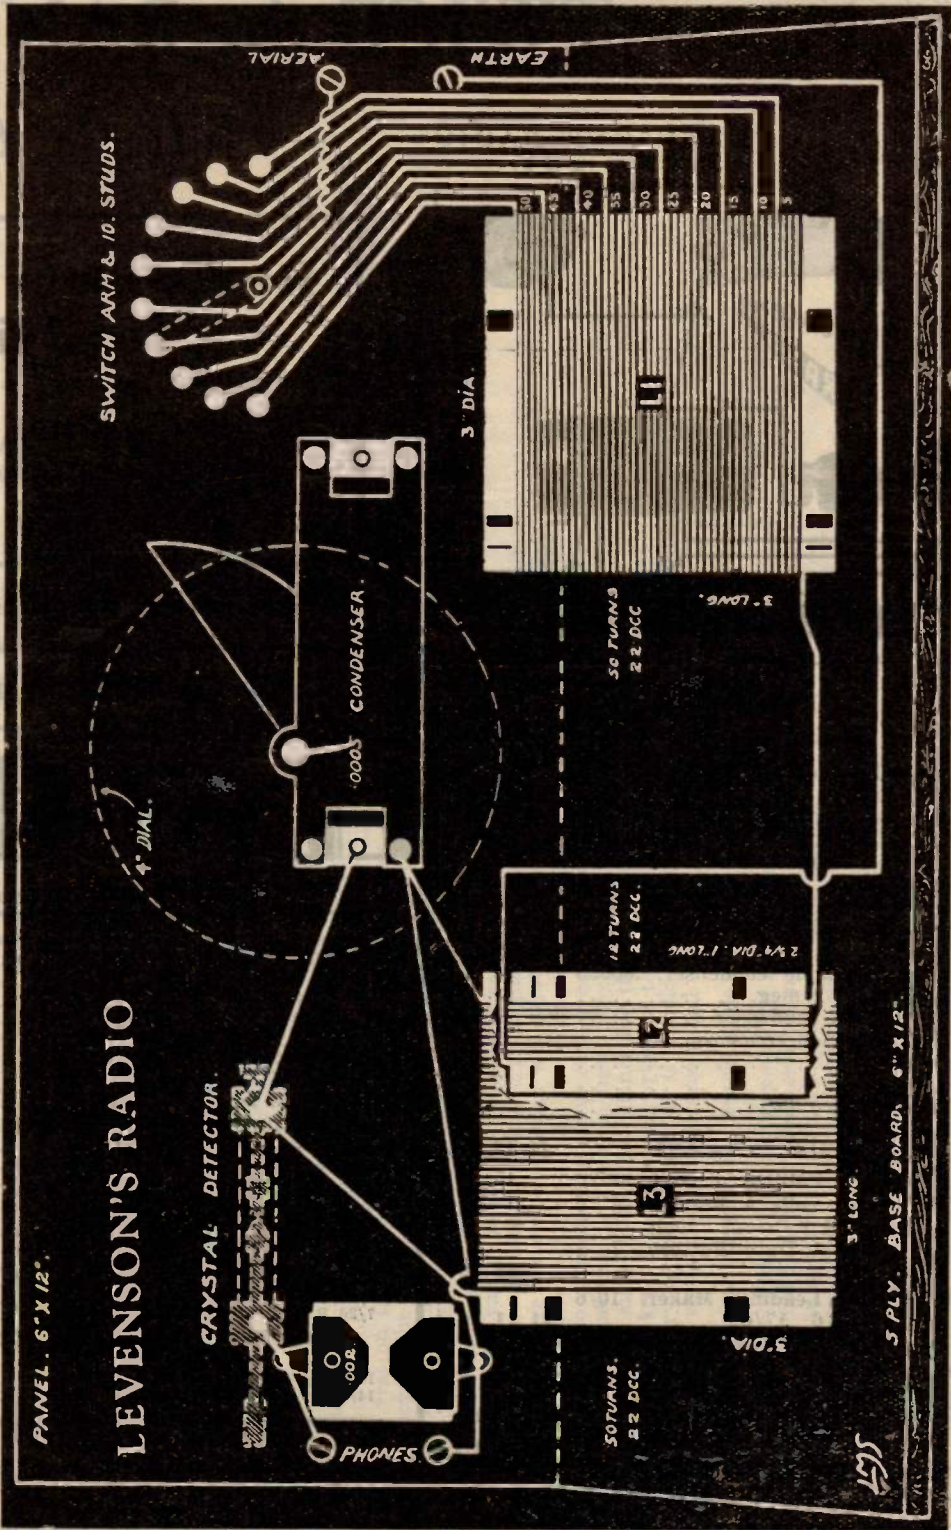 PANEL. 6" X 12".
LEVENSON'S RADIO
SWITCH ARM & 10. STUDS.
4" DIAL.
CRYSTAL DETECTOR.
AERIAL
EARTH
.0005 CONDENSER.
.002.
PHONES.
3" DIA.
50
45
40
35
30
25
20
15
10
5
L1
L2
L3
50 TURNS.
22 DCC.
3" DIA.
3" LONG
12 TURNS
22 DCC.
2 3/4" DIA. 1" LONG
50 TURNS
22 DCC
3" LONG.
5 PLY. BASE BOARD. 6" X 12".